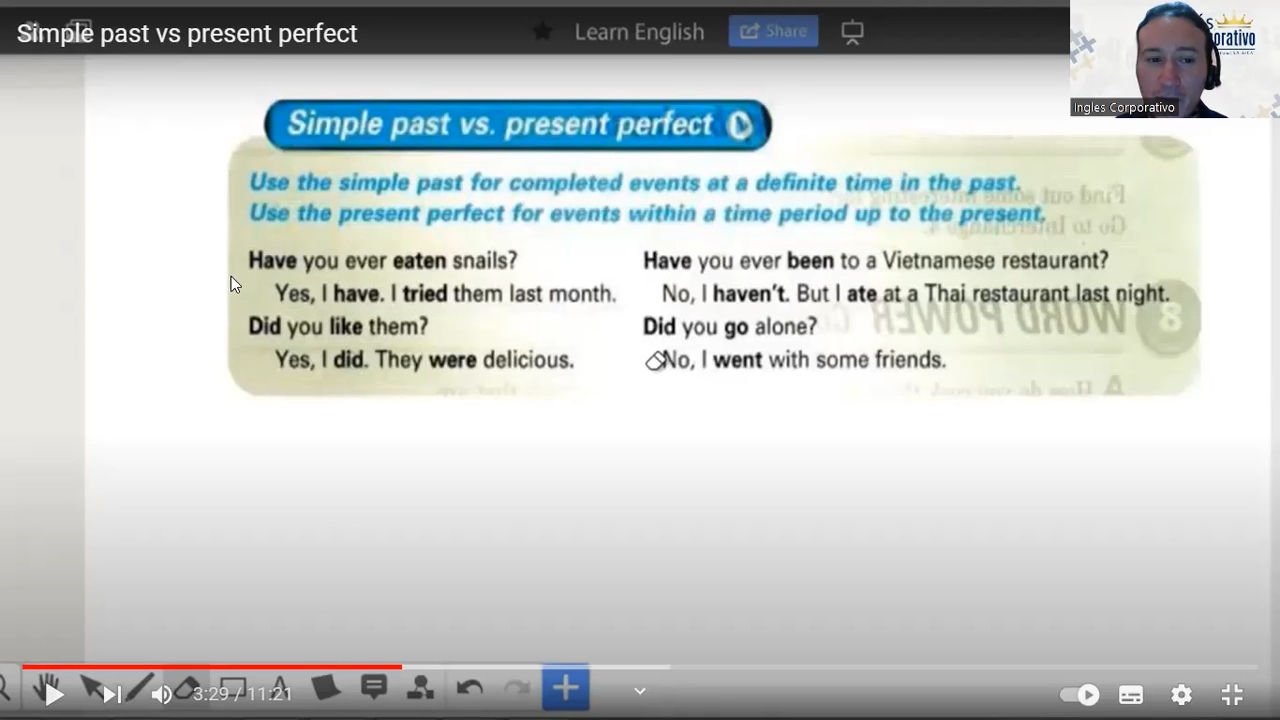 Simple past vs present perfect
Learn English
Share
Ingles Corporativo
Simple past vs. present perfect
Use the simple past for completed events at a definite time in the past.
Use the present perfect for events within a time period up to the present.
Have you ever eaten snails?
Yes, I have. I tried them last month.
Did you like them?
Yes, I did. They were delicious.
Have you ever been to a Vietnamese restaurant?
No, I haven't. But I ate at a Thai restaurant last night.
Did you go alone?
No, I went with some friends.
WORD POWER
8
3:29 / 11:21